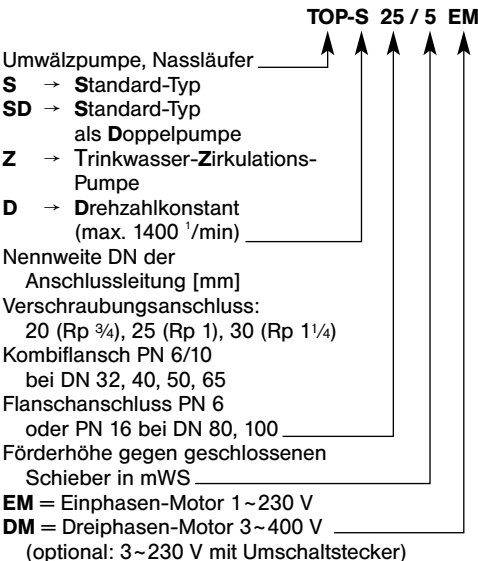 TOP-S 25 / 5 EM
Umwälzpumpe, Nassläufer
S → Standard-Typ
SD → Standard-Typ
als Doppelpumpe
Z → Trinkwasser-Zirkulations-
Pumpe
D → Drehzahlkonstant
(max. 1400 ¹/min)
Nennweite DN der
Anschlussleitung [mm]
Verschraubungsanschluss:
20 (Rp ¾), 25 (Rp 1), 30 (Rp 1¼)
Kombiflansch PN 6/10
bei DN 32, 40, 50, 65
Flanschanschluss PN 6
oder PN 16 bei DN 80, 100
Förderhöhe gegen geschlossenen
Schieber in mWS
EM = Einphasen-Motor 1~230 V
DM = Dreiphasen-Motor 3~400 V
(optional: 3~230 V mit Umschaltstecker)